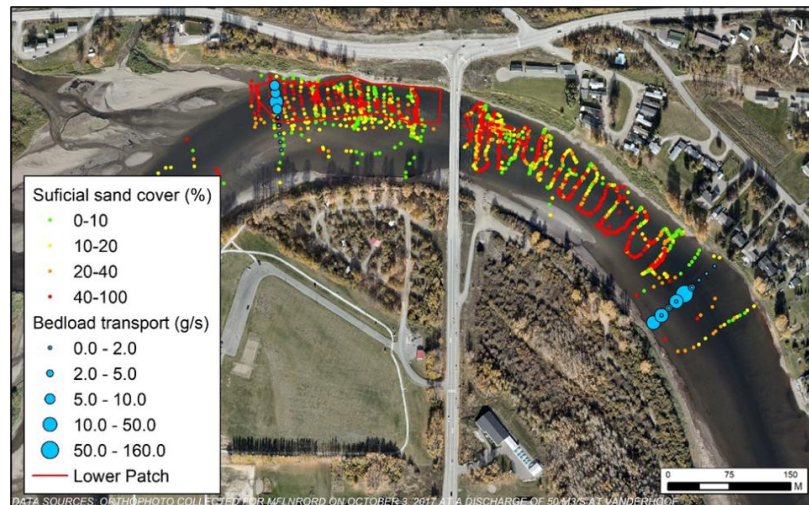 Suficial sand cover (%)
0-10
10-20
20-40
40-100
Bedload transport (g/s)
0.0 - 2.0
2.0 - 5.0
5.0 - 10.0
10.0 - 50.0
50.0 - 160.0
Lower Patch
0 75 150
M
DATA SOURCES: ORTHOPHOTO COLLECTED FOR MFLNRORD ON OCTOBER 3, 2017 AT A DISCHARGE OF 50 M3/S AT VANDERHOOF